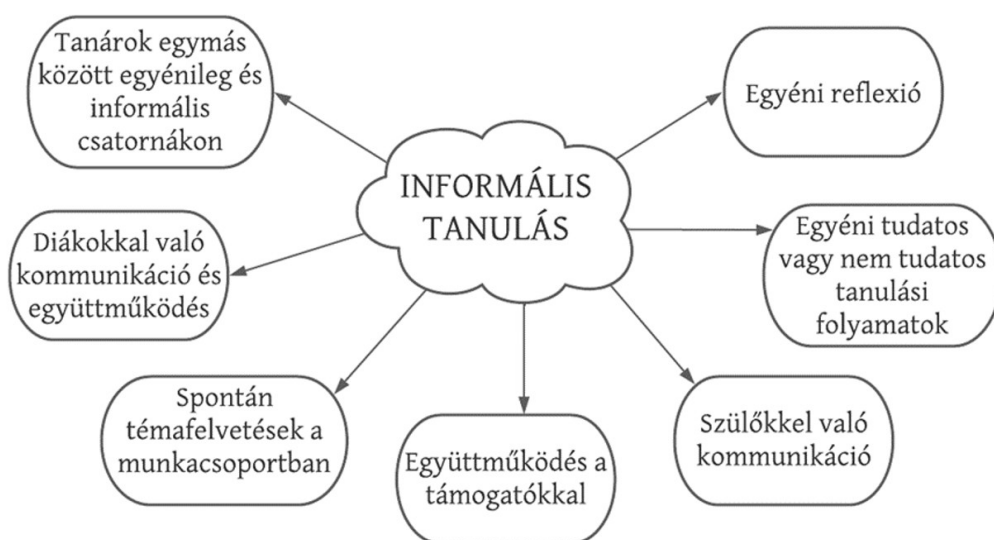 Tanárok egymás
között egyénileg és
informális
csatornákon
Egyéni reflexió
INFORMÁLIS
TANULÁS
Diákokkal való
kommunikáció és
együttműködés
Egyéni tudatos
vagy nem tudatos
tanulási
folyamatok
Spontán
témafelvetések a
munkacsoportban
Együttműködés a
támogatókkal
Szülőkkel való
kommunikáció